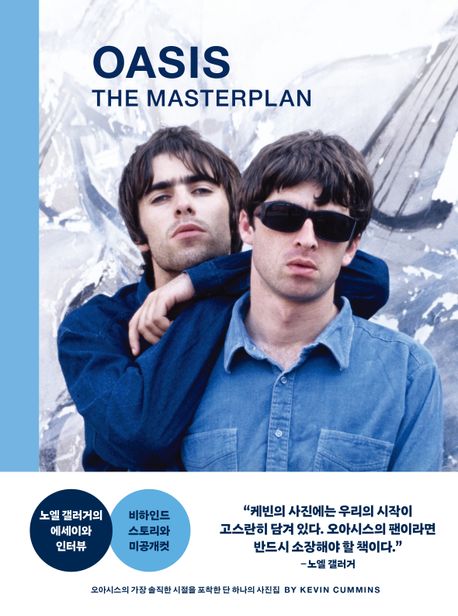 OASIS
THE MASTERPLAN
노엘 갤러거의
에세이와
인터뷰
비하인드
스토리와
미공개컷
“케빈의 사진에는 우리의 시작이
고스란히 담겨 있다. 오아시스의 팬이라면
반드시 소장해야 할 책이다.”
–노엘 갤러거
오아시스의 가장 솔직한 시절을 포착한 단 하나의 사진집 BY KEVIN CUMMINS